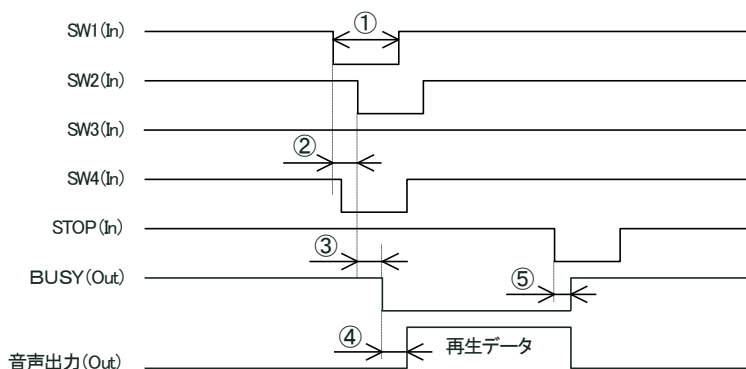 SW1(In)
①
SW2(In)
SW3(In)
②
SW4(In)
STOP(In)
③
BUSY(Out)
⑤
④
再生データ
音声出力(Out)